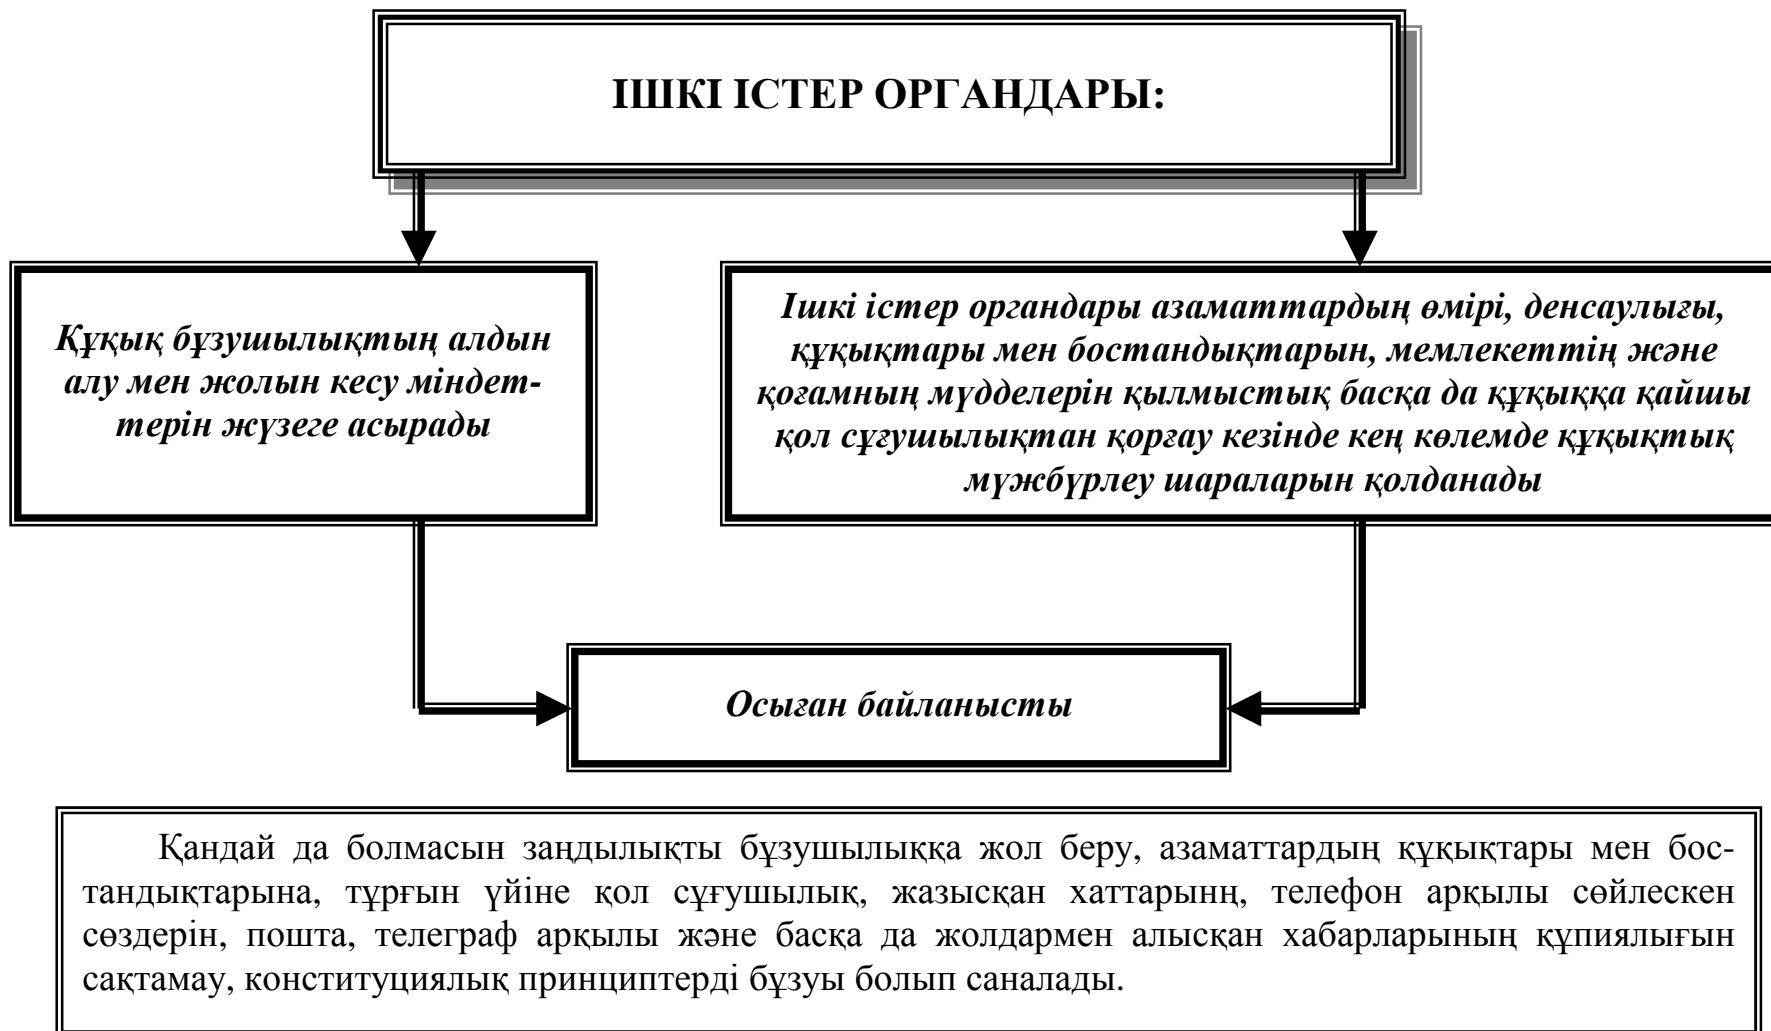 ІШКІ ІСТЕР ОРГАНДАРЫ:
Құқық бұзушылықтың алдын
алу мен жолын кесу міндет-
терін жүзеге асырады
Ішкі істер органдары азаматтардың өмірі, денсаулығы,
құқықтары мен бостандықтарын, мемлекеттің және
қоғамның мүдделерін қылмыстық басқа да құқыққа қайшы
қол сұғушылықтан қорғау кезінде кең көлемде құқықтық
мүжбүрлеу шараларын қолданады
Осыған байланысты
Қандай да болмасын заңдылықты бұзушылыққа жол беру, азаматтардың құқықтары мен бос-
тандықтарына, тұрғын үйіне қол сұғушылық, жазысқан хаттарынң, телефон арқылы сөйлескен
сөздерін, пошта, телеграф арқылы және басқа да жолдармен алысқан хабарларының құпиялығын
сақтамау, конституциялық принциптерді бұзуы болып саналады.